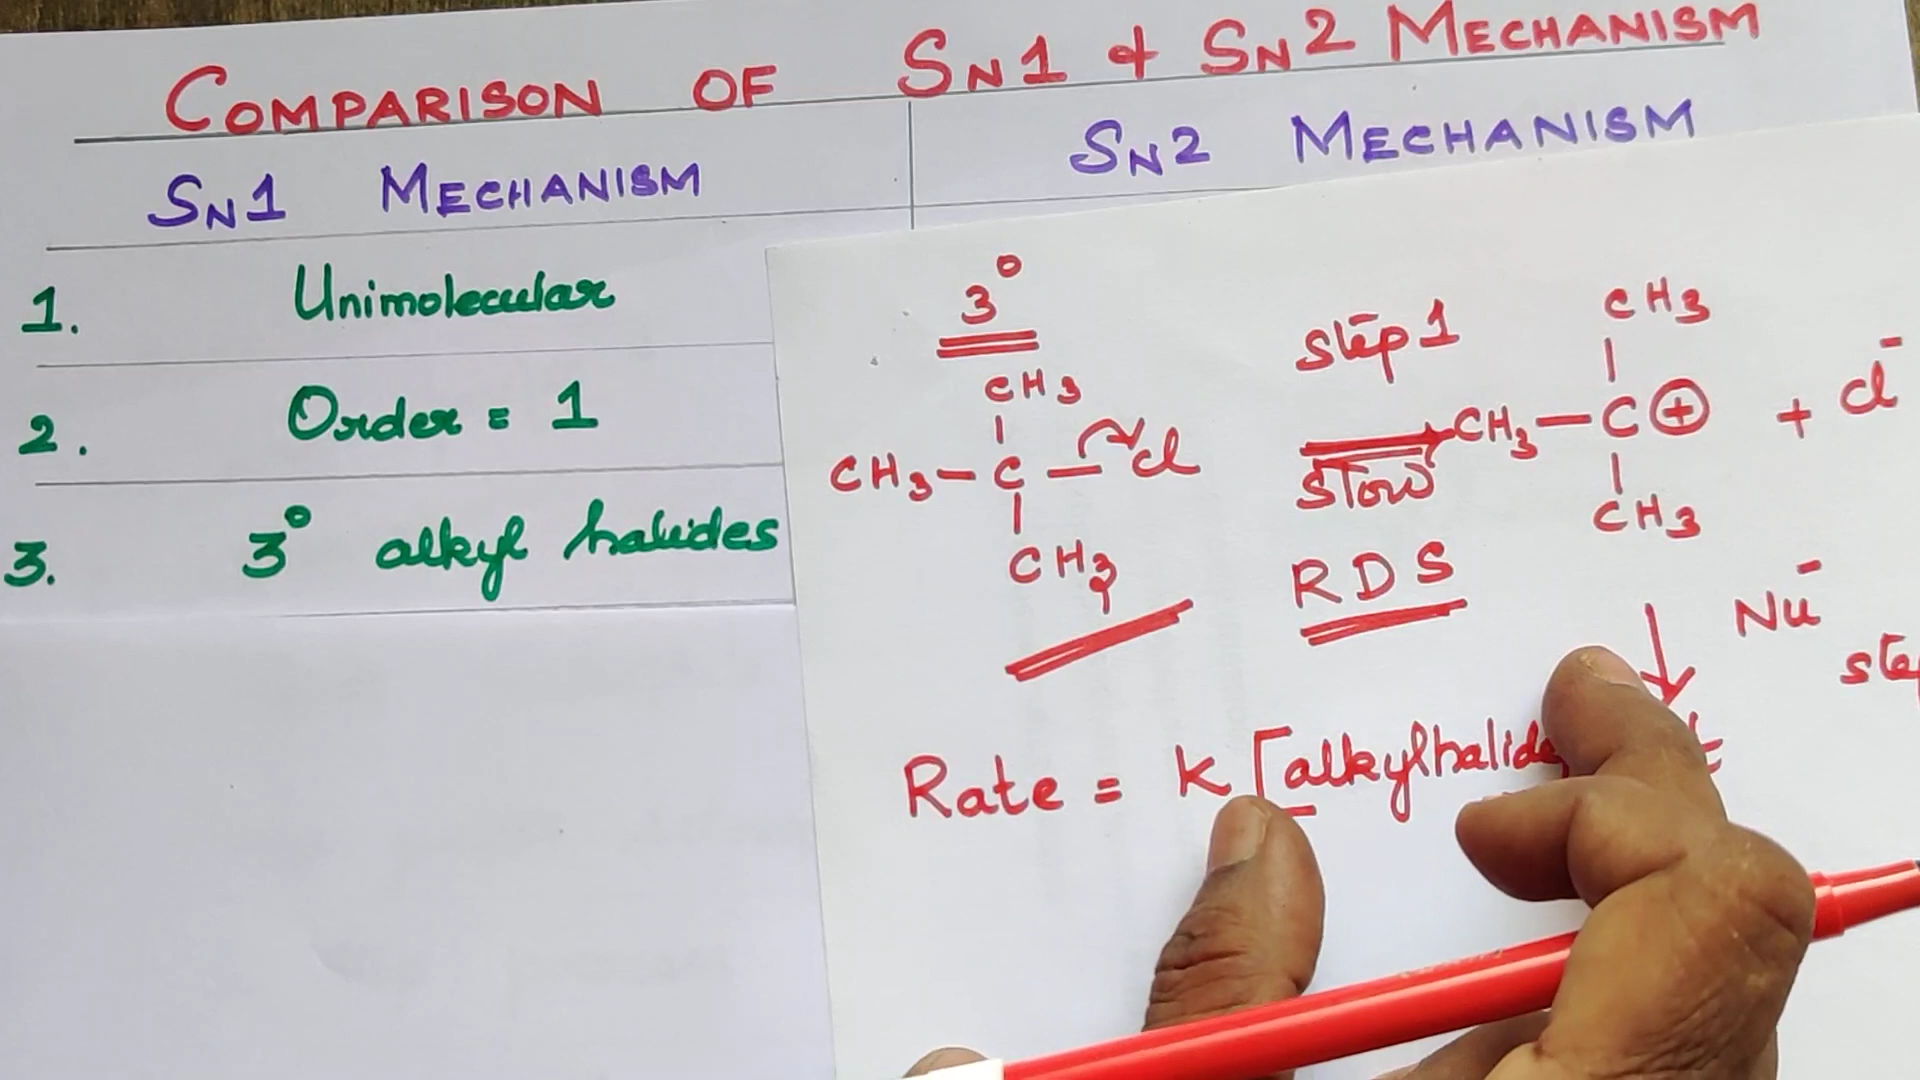 COMPARISON OF SN1 & SN2 MECHANISM
SN1 MECHANISM
SN2 MECHANISM
1. Unimolecular
2. Order = 1
3. 3° alkyl halides
3°
CH3
CH3-C-Cl
CH3
Step 1
Slow
RDS
CH3
CH3-C⊕ + Cl-
CH3
Nu-
Rate = K [alkylhalide